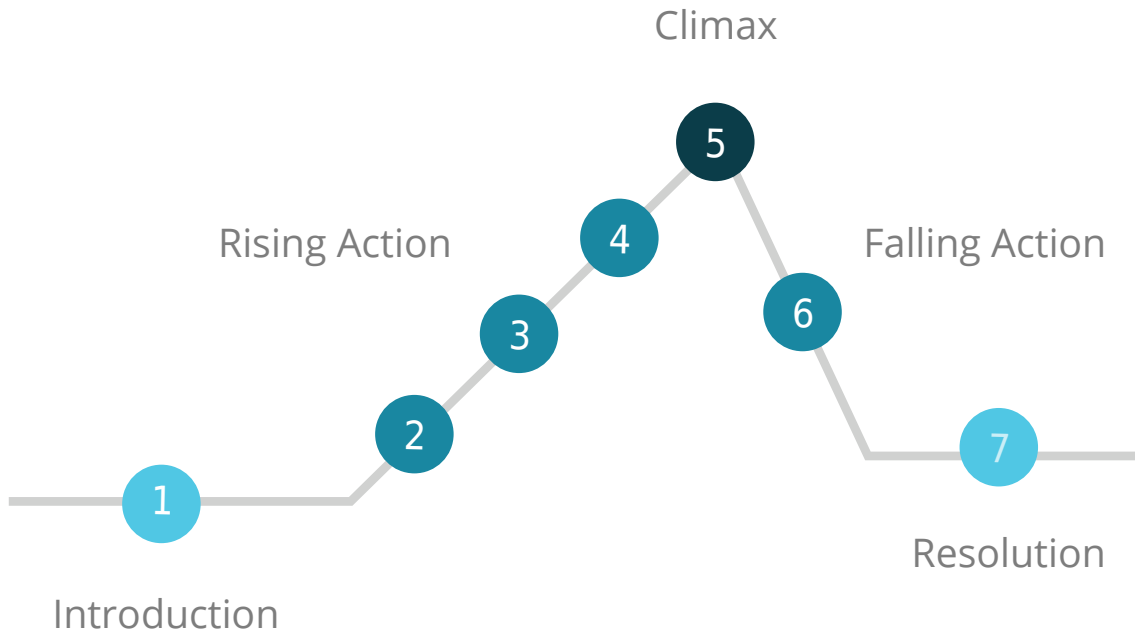 Climax
5
4
Rising Action
Falling Action
6
3
2
7
1
Resolution
Introduction